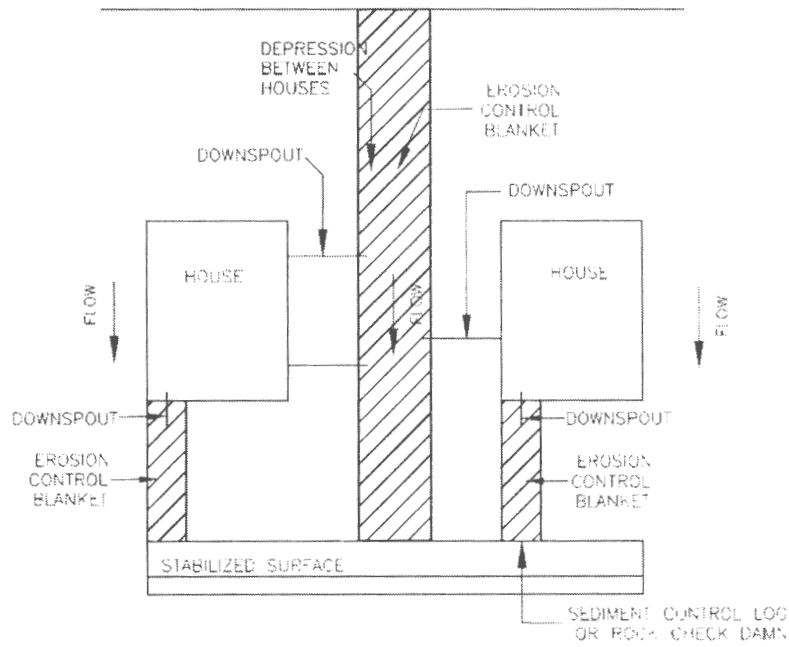 DEPRESSION
BETWEEN
HOUSES
EROSION
CONTROL
BLANKET
DOWNSPOUT
DOWNSPOUT
HOUSE
HOUSE
FLOW
FLOW
FLOW
DOWNSPOUT
DOWNSPOUT
EROSION
CONTROL
BLANKET
EROSION
CONTROL
BLANKET
STABILIZED SURFACE
SEDIMENT CONTROL LOG
OR ROCK CHECK DAMN